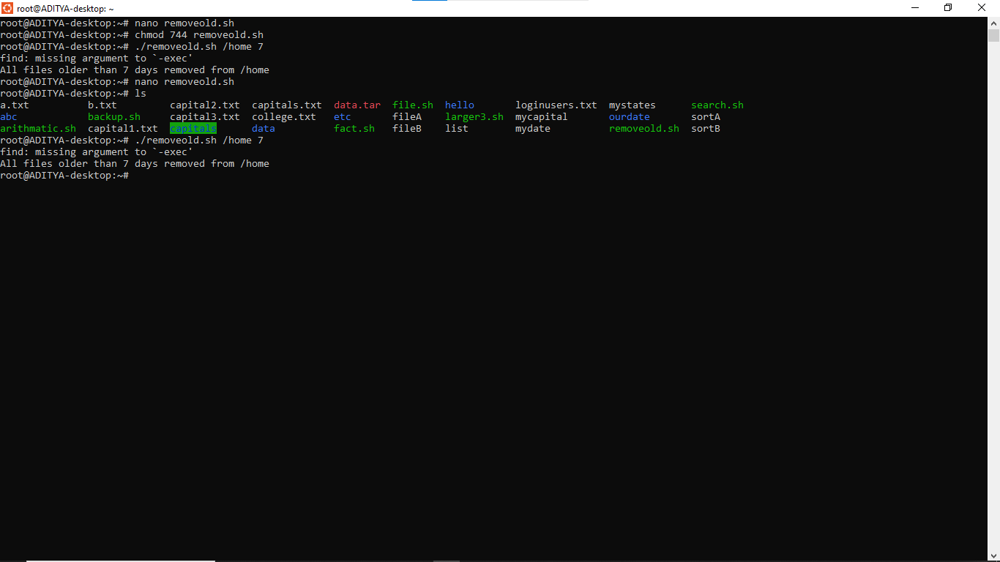 root@ADITYA-desktop: ~
root@ADITYA-desktop:~# nano removeold.sh
root@ADITYA-desktop:~# chmod 744 removeold.sh
root@ADITYA-desktop:~# ./removeold.sh /home 7
find: missing argument to `-exec'
All files older than 7 days removed from /home
root@ADITYA-desktop:~# nano removeold.sh
root@ADITYA-desktop:~# ls
a.txt b.txt capital2.txt capitals.txt data.tar file.sh hello loginusers.txt mystates search.sh
abc backup.sh capital3.txt college.txt etc fileA larger3.sh mycapital ourdate sortA
arithmatic.sh capital1.txt capitals data fact.sh fileB list mydate removeold.sh sortB
root@ADITYA-desktop:~# ./removeold.sh /home 7
find: missing argument to `-exec'
All files older than 7 days removed from /home
root@ADITYA-desktop:~#